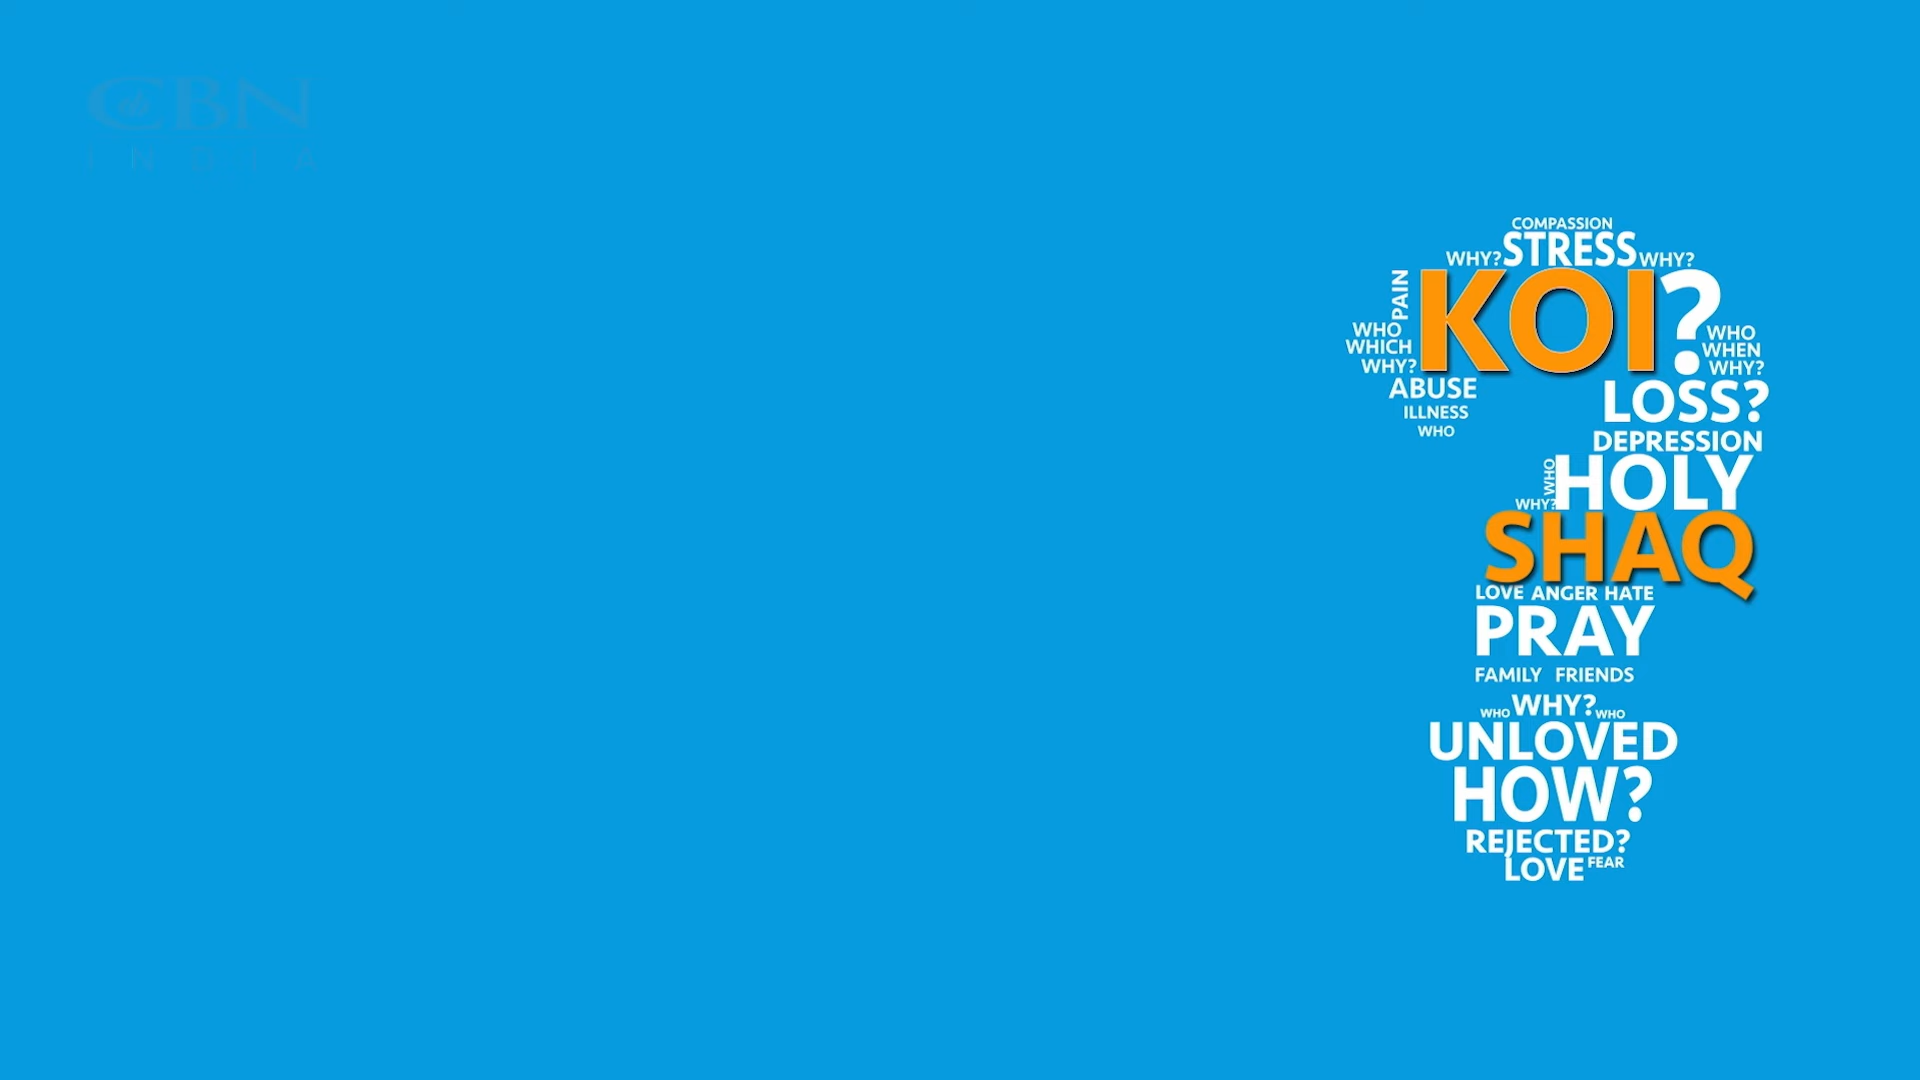 CBN
INDIA
COMPASSION
WHY? STRESS WHY?
PAIN KOI?
WHO
WHICH
WHY?
WHO
WHEN
WHY?
ABUSE
ILLNESS
WHO
LOSS?
DEPRESSION
WHO HOLY
WHY?
SHAQ
LOVE ANGER HATE
PRAY
FAMILY FRIENDS
WHO WHY? WHO
UNLOVED
HOW?
REJECTED?
LOVE FEAR